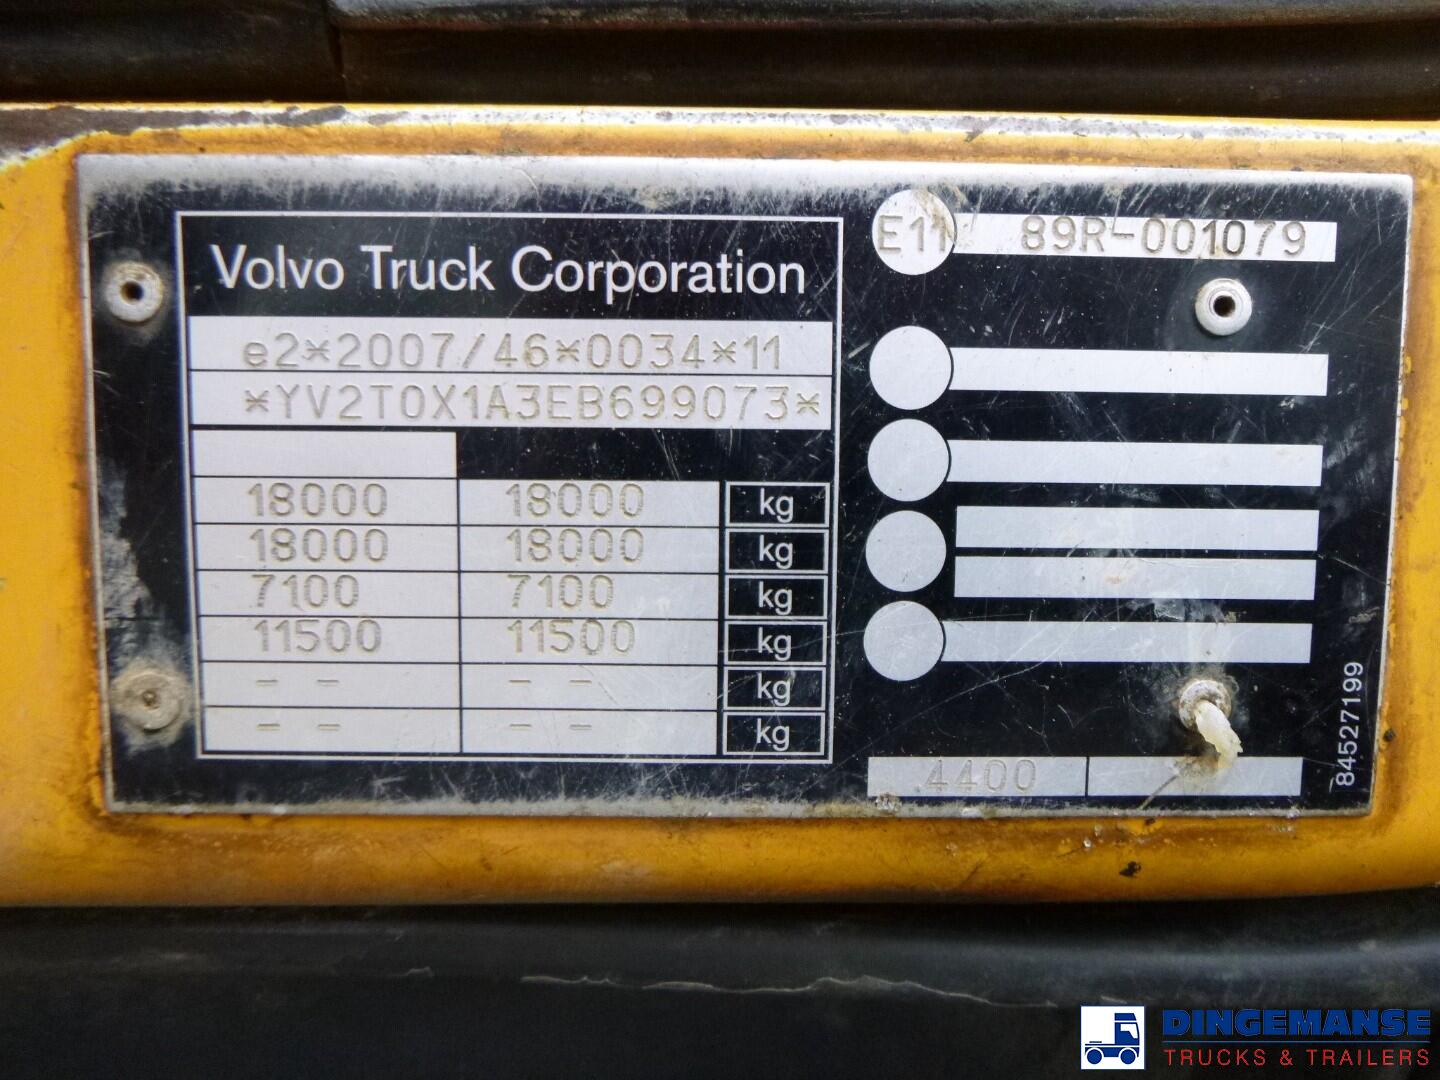 Volvo Truck Corporation
e2*2007/46*0034*11
*YV2T0X1A3EB699073*
18000 18000 kg
18000 18000 kg
7100 7100 kg
11500 11500 kg
- - - - kg
- - - - kg
E11 89R-001079
4400
84527199
DINGEMANSE
TRUCKS & TRAILERS